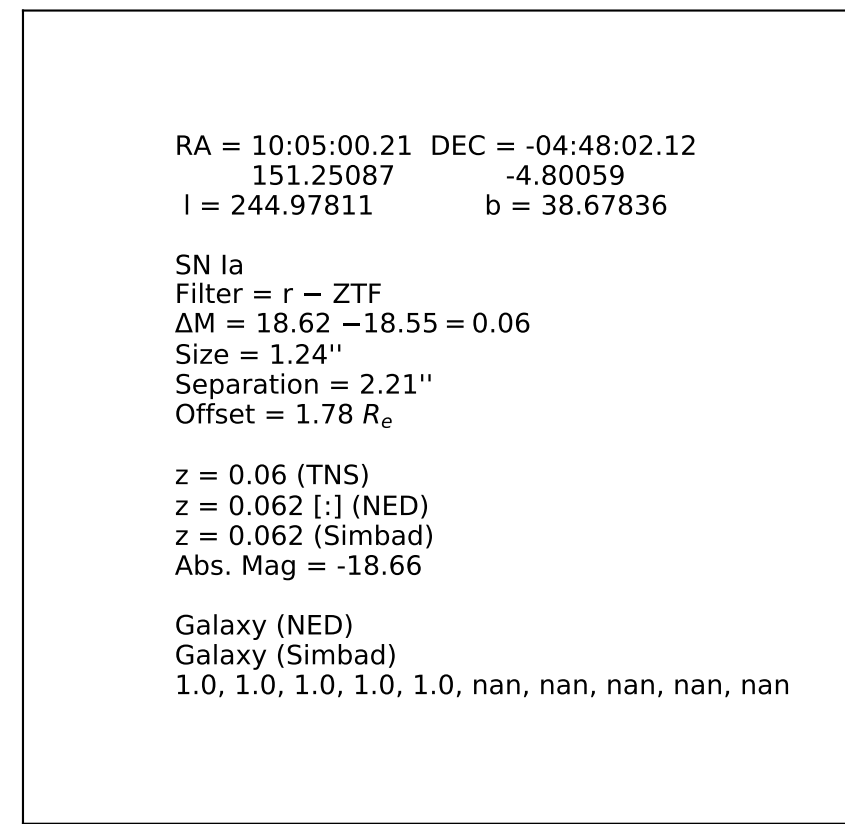 RA = 10:05:00.21 DEC = -04:48:02.12
151.25087 -4.80059
l = 244.97811 b = 38.67836
SN Ia
Filter = r − ZTF
ΔM = 18.62 −18.55 = 0.06
Size = 1.24''
Separation = 2.21''
Offset = 1.78 Re
z = 0.06 (TNS)
z = 0.062 [:] (NED)
z = 0.062 (Simbad)
Abs. Mag = -18.66
Galaxy (NED)
Galaxy (Simbad)
1.0, 1.0, 1.0, 1.0, 1.0, nan, nan, nan, nan, nan